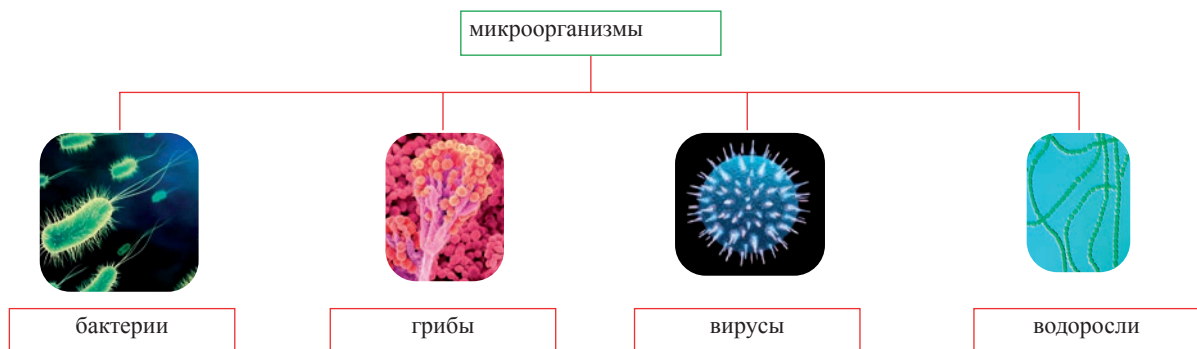 микроорганизмы
бактерии
грибы
вирусы
водоросли